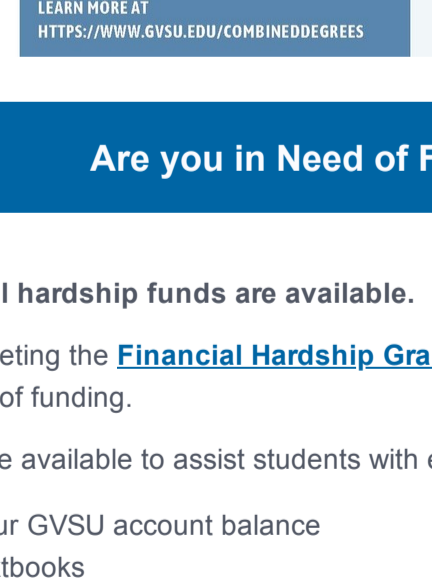 LEARN MORE AT
HTTPS://WWW.GVSU.EDU/COMBINEDDEGREES
Are you in Need of F
l hardship funds are available.
eting the Financial Hardship Gra
of funding.
e available to assist students with e
ur GVSU account balance
tbooks